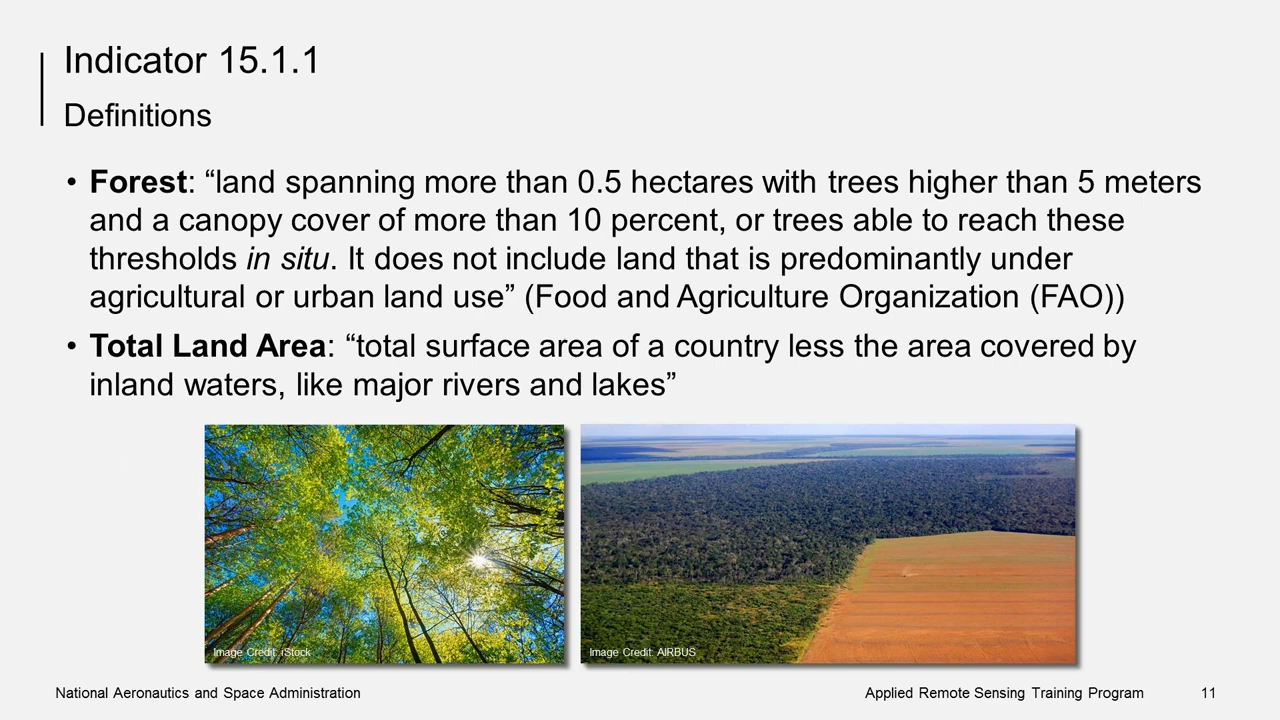 Indicator 15.1.1
Definitions
• Forest: “land spanning more than 0.5 hectares with trees higher than 5 meters
and a canopy cover of more than 10 percent, or trees able to reach these
thresholds in situ. It does not include land that is predominantly under
agricultural or urban land use” (Food and Agriculture Organization (FAO))
• Total Land Area: “total surface area of a country less the area covered by
inland waters, like major rivers and lakes”
Image Credit: iStock
Image Credit: AIRBUS
National Aeronautics and Space Administration
Applied Remote Sensing Training Program
11